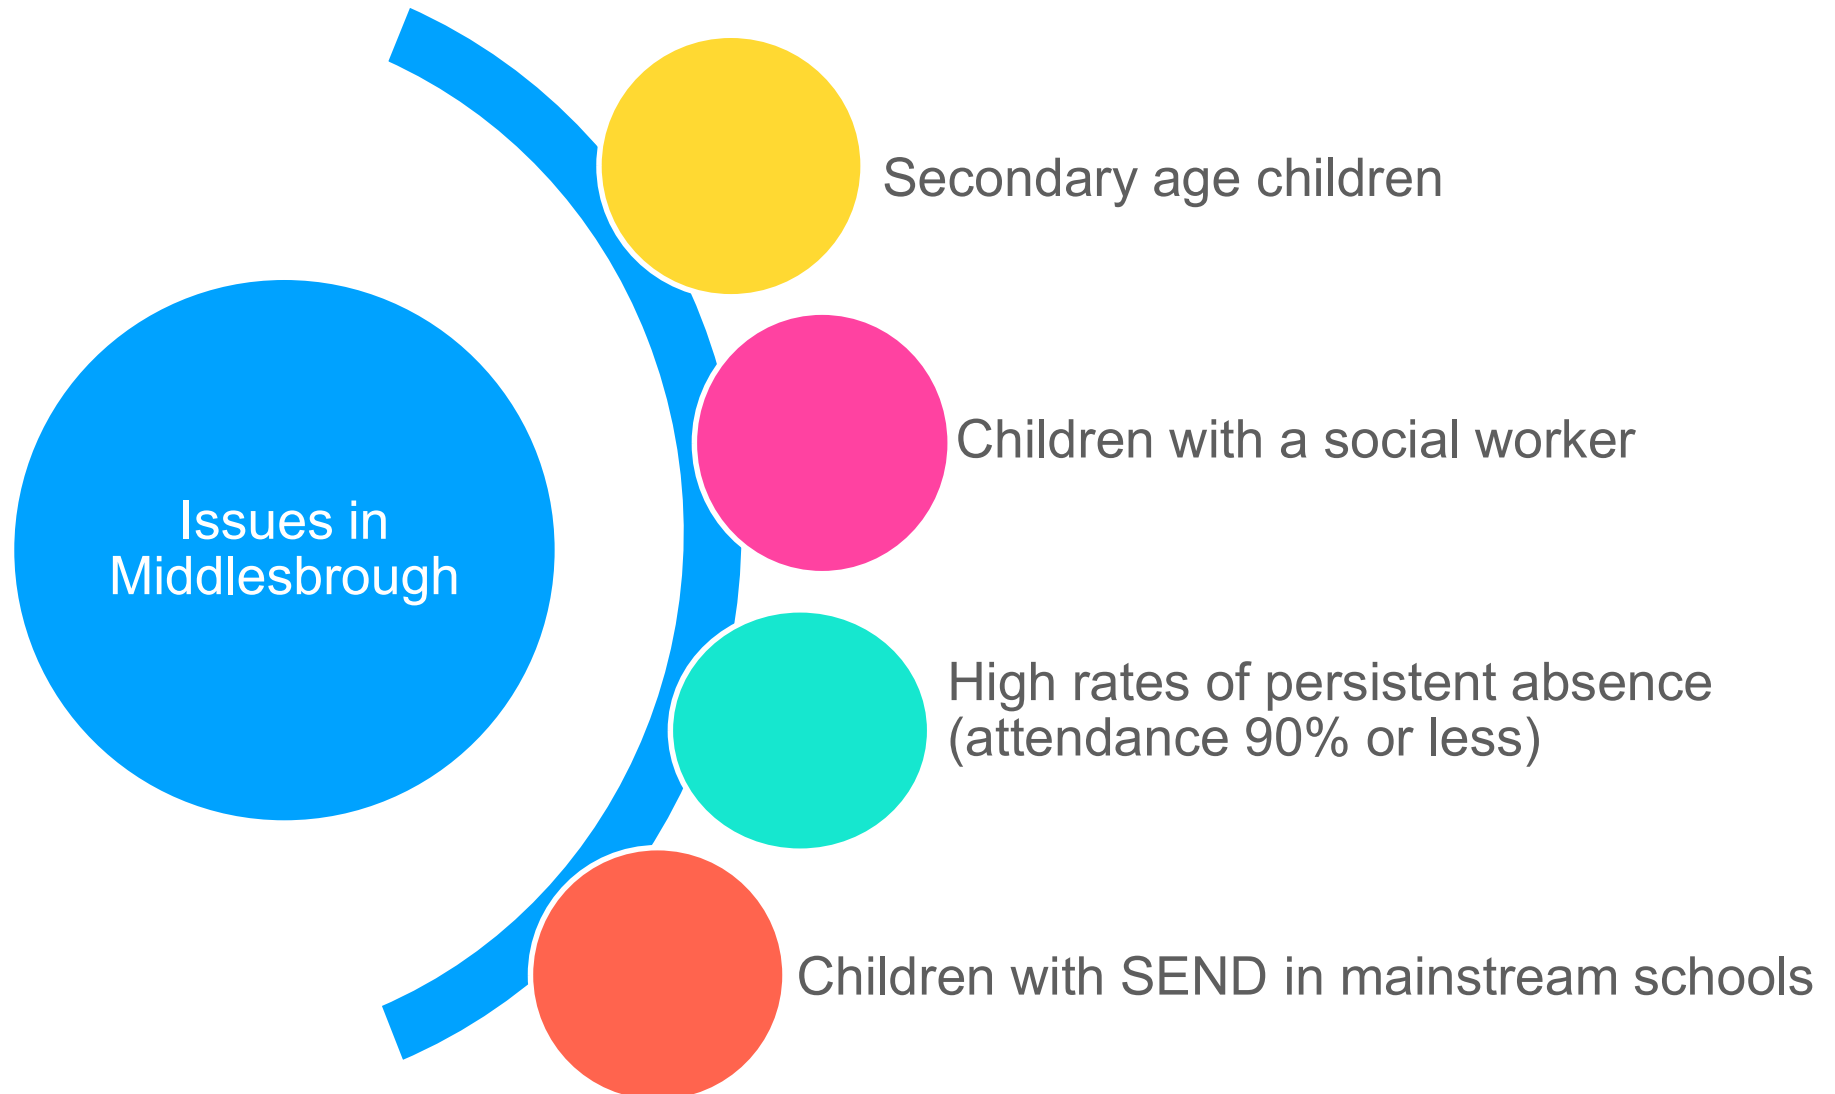 Issues in
Middlesbrough
Secondary age children
Children with a social worker
High rates of persistent absence
(attendance 90% or less)
Children with SEND in mainstream schools